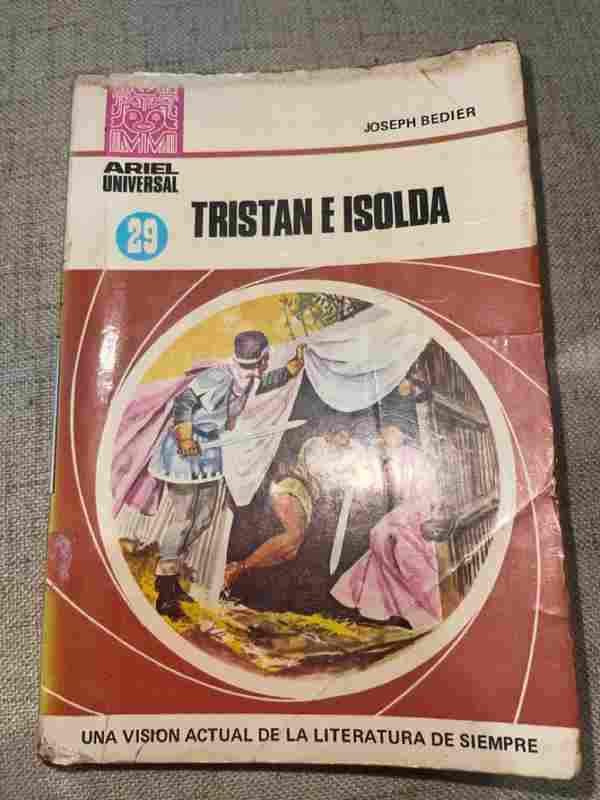 JOSEPH BEDIER
ARIEL
UNIVERSAL
29
TRISTAN E ISOLDA
UNA VISION ACTUAL DE LA LITERATURA DE SIEMPRE